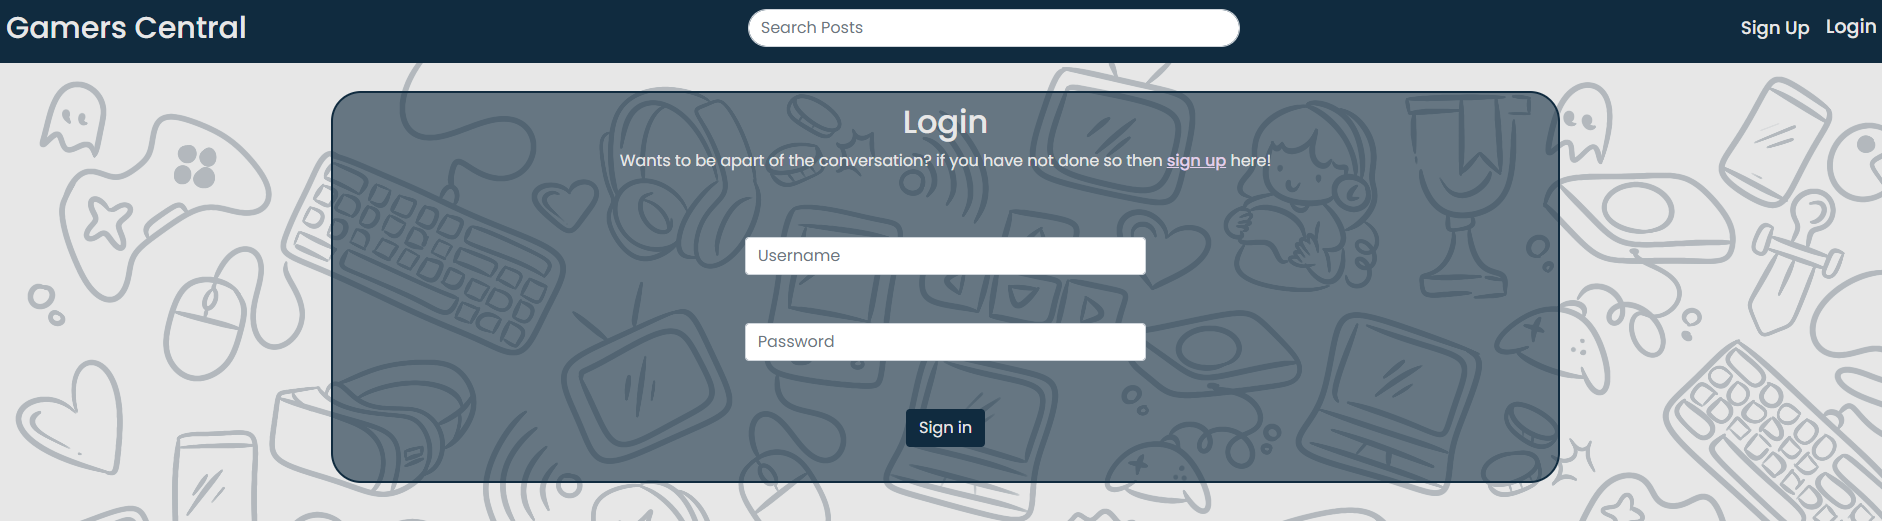 Gamers Central
Search Posts
Sign Up
Login
Login
Wants to be apart of the conversation? if you have not done so then sign up here!
Username
Password
Sign in